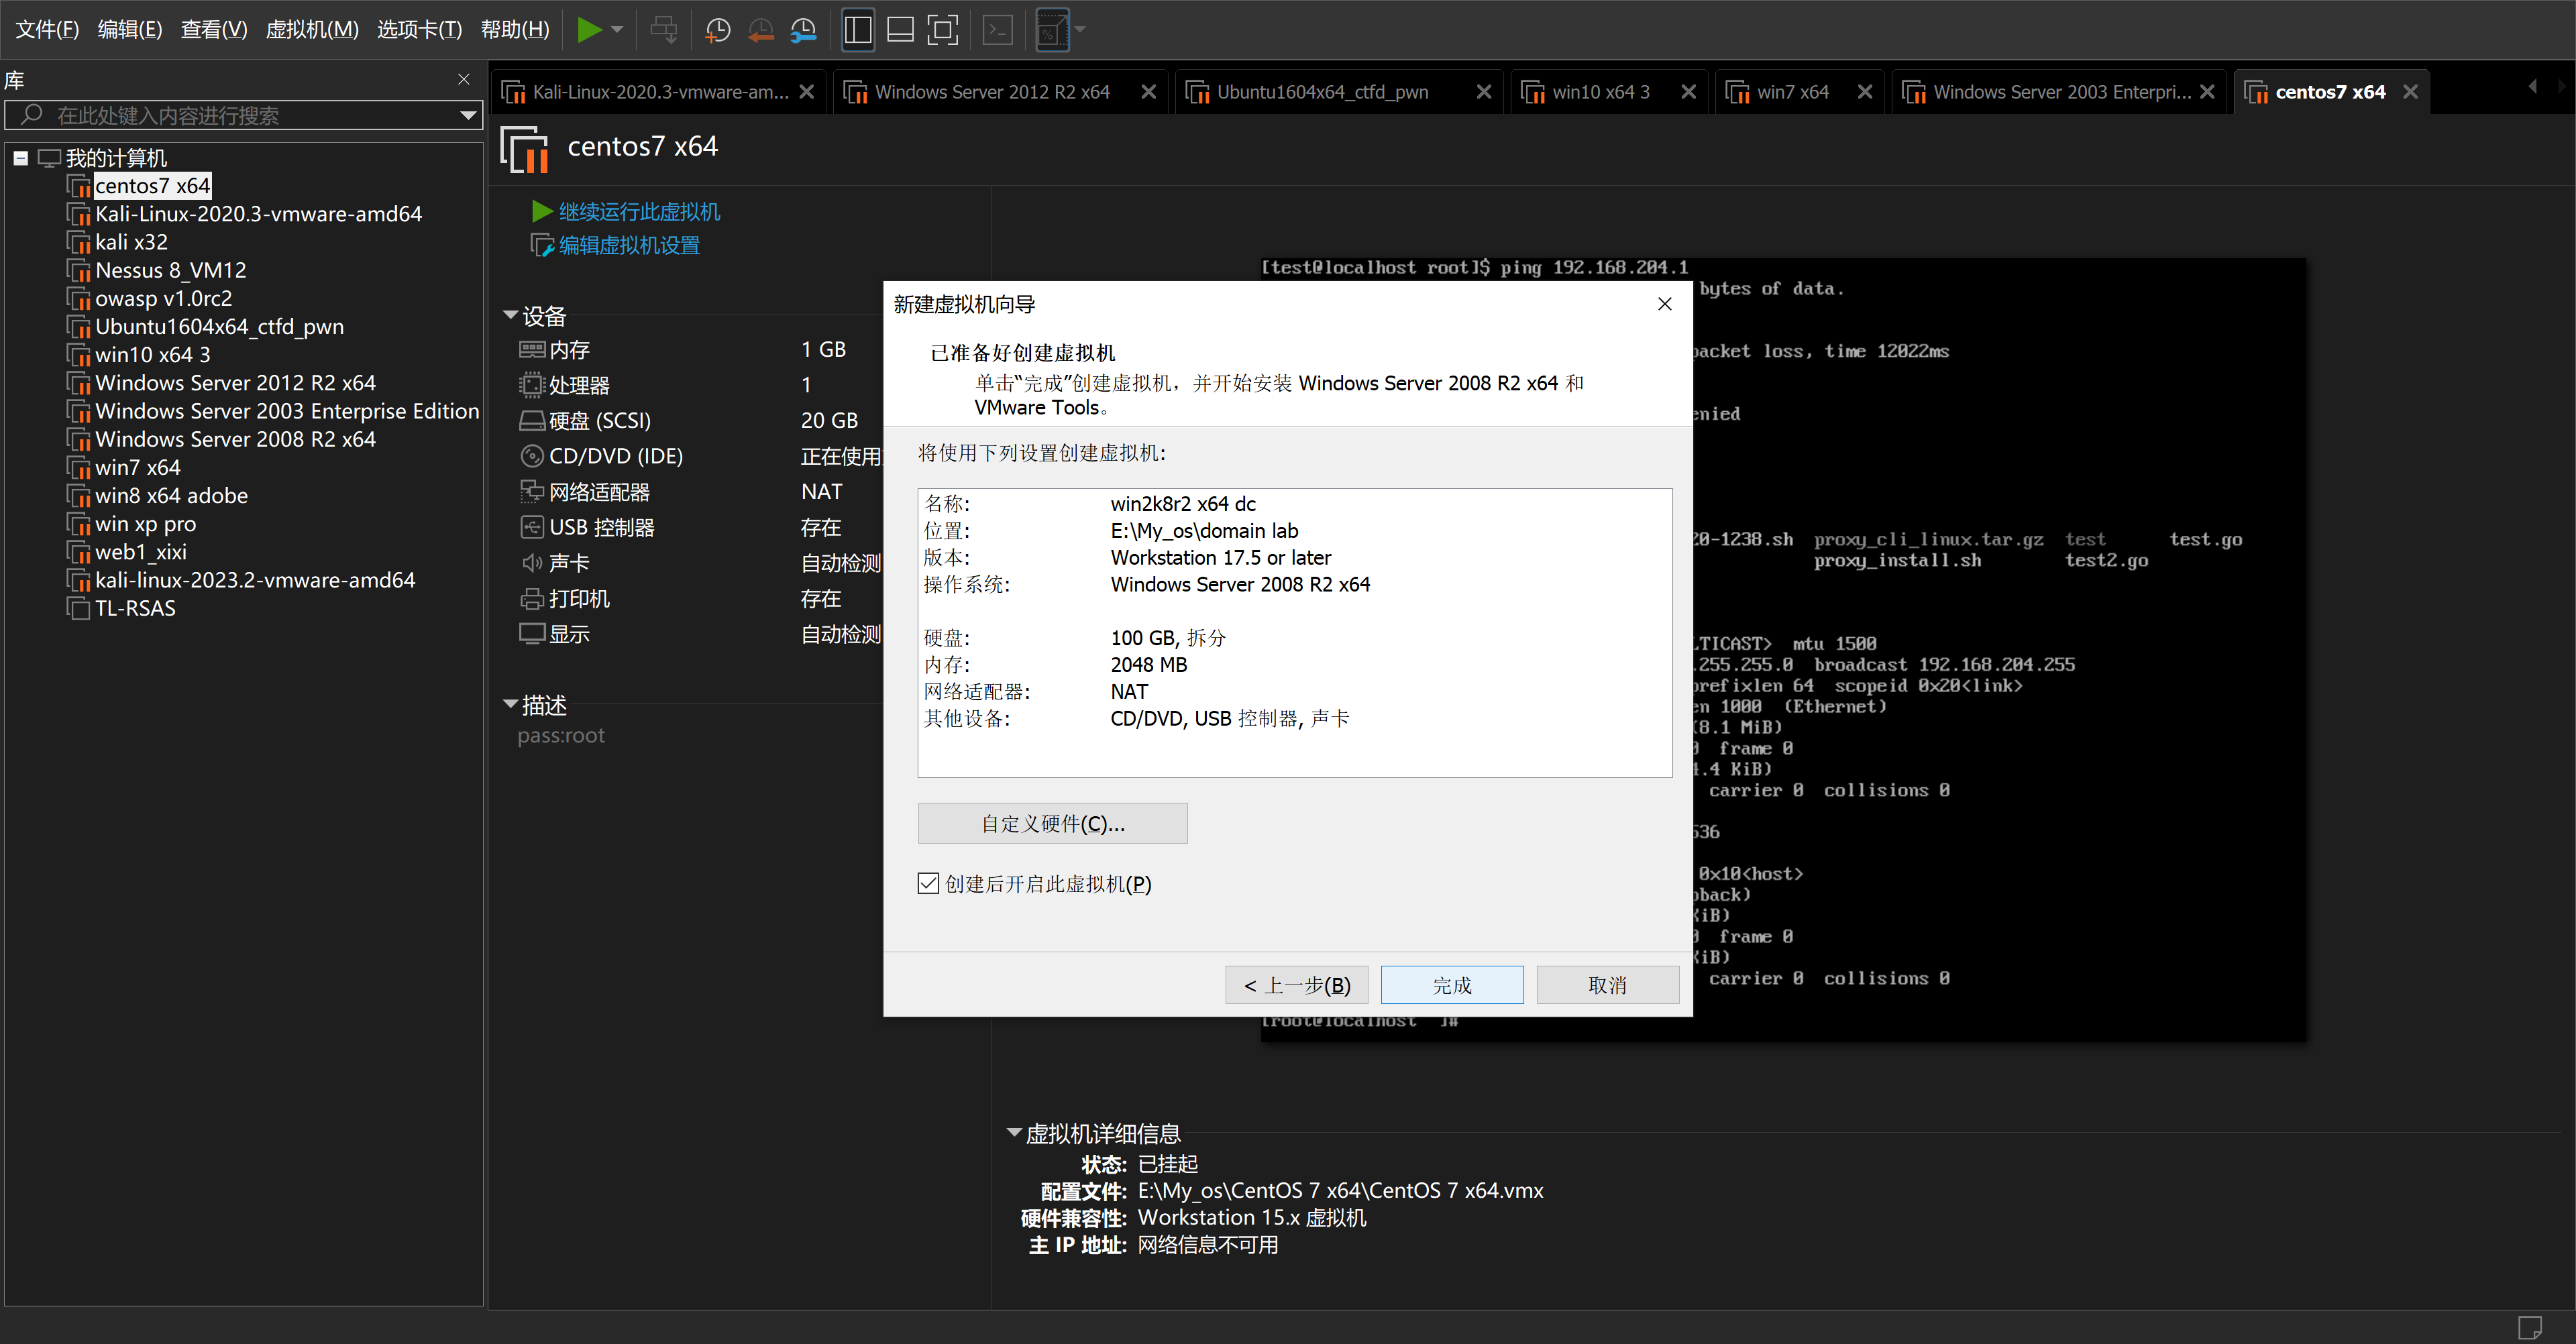 文件(F) 编辑(E) 查看(V) 虚拟机(M) 选项卡(T) 帮助(H)
库
在此处键入内容进行搜索
我的计算机
centos7 x64
Kali-Linux-2020.3-vmware-amd64
kali x32
Nessus 8_VM12
owasp v1.0rc2
Ubuntu1604x64_ctfd_pwn
win10 x64 3
Windows Server 2012 R2 x64
Windows Server 2003 Enterprise Edition
Windows Server 2008 R2 x64
win7 x64
win8 x64 adobe
win xp pro
web1_xixi
kali-linux-2023.2-vmware-amd64
TL-RSAS
Kali-Linux-2020.3-vmware-am... Windows Server 2012 R2 x64 Ubuntu1604x64_ctfd_pwn win10 x64 3 win7 x64 Windows Server 2003 Enterpri... centos7 x64
centos7 x64
继续运行此虚拟机
编辑虚拟机设置
设备
内存 1 GB
处理器 1
硬盘 (SCSI) 20 GB
CD/DVD (IDE) 正在使用
网络适配器 NAT
USB 控制器 存在
声卡 自动检测
打印机 存在
显示 自动检测
描述
pass:root
新建虚拟机向导
已准备好创建虚拟机
单击“完成”创建虚拟机，并开始安装 Windows Server 2008 R2 x64 和
VMware Tools。
将使用下列设置创建虚拟机:
名称: win2k8r2 x64 dc
位置: E:\My_os\domain lab
版本: Workstation 17.5 or later
操作系统: Windows Server 2008 R2 x64
硬盘: 100 GB, 拆分
内存: 2048 MB
网络适配器: NAT
其他设备: CD/DVD, USB 控制器, 声卡
自定义硬件(C)...
创建后开启此虚拟机(P)
< 上一步(B) 完成 取消
[test@localhost root]$ ping 192.168.204.1
bytes of data.
packet loss, time 12022ms
enied
20-1238.sh proxy_cli_linux.tar.gz test test.go
proxy_install.sh test2.go
LTICAST> mtu 1500
.255.255.0 broadcast 192.168.204.255
prefixlen 64 scopeid 0x20<link>
en 1000 (Ethernet)
(8.1 MiB)
frame 0
.4 KiB)
carrier 0 collisions 0
536
0x10<host>
pback)
KiB)
frame 0
KiB)
carrier 0 collisions 0
[root@localhost ]#
虚拟机详细信息
状态: 已挂起
配置文件: E:\My_os\CentOS 7 x64\CentOS 7 x64.vmx
硬件兼容性: Workstation 15.x 虚拟机
主 IP 地址: 网络信息不可用